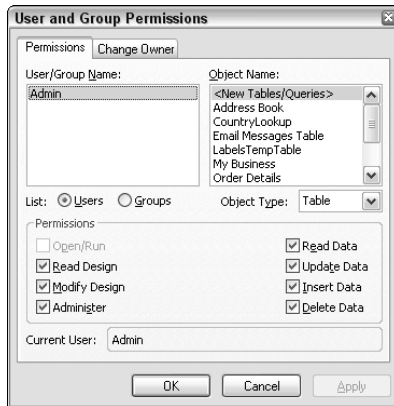 User and Group Permissions
Permissions
Change Owner
User/Group Name:
Object Name:
Admin
<New Tables/Queries>
Address Book
CountryLookup
Email Messages Table
LabelsTempTable
My Business
Order Details
List: Users Groups
Object Type: Table
Permissions
Open/Run
Read Design
Modify Design
Administer
Read Data
Update Data
Insert Data
Delete Data
Current User: Admin
OK
Cancel
Apply